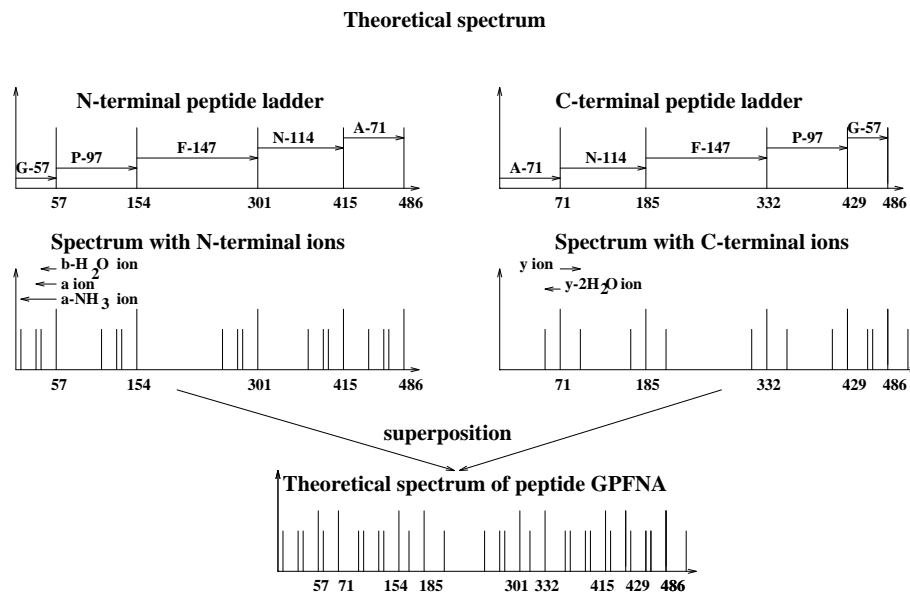 Theoretical spectrum
N-terminal peptide ladder
G-57 P-97 F-147 N-114 A-71
57 154 301 415 486
C-terminal peptide ladder
A-71 N-114 F-147 P-97 G-57
71 185 332 429 486
Spectrum with N-terminal ions
b-H2O ion
a ion
a-NH3 ion
57 154 301 415 486
Spectrum with C-terminal ions
y ion
y-2H2O ion
71 185 332 429 486
superposition
Theoretical spectrum of peptide GPFNA
57 71 154 185 301 332 415 429 486